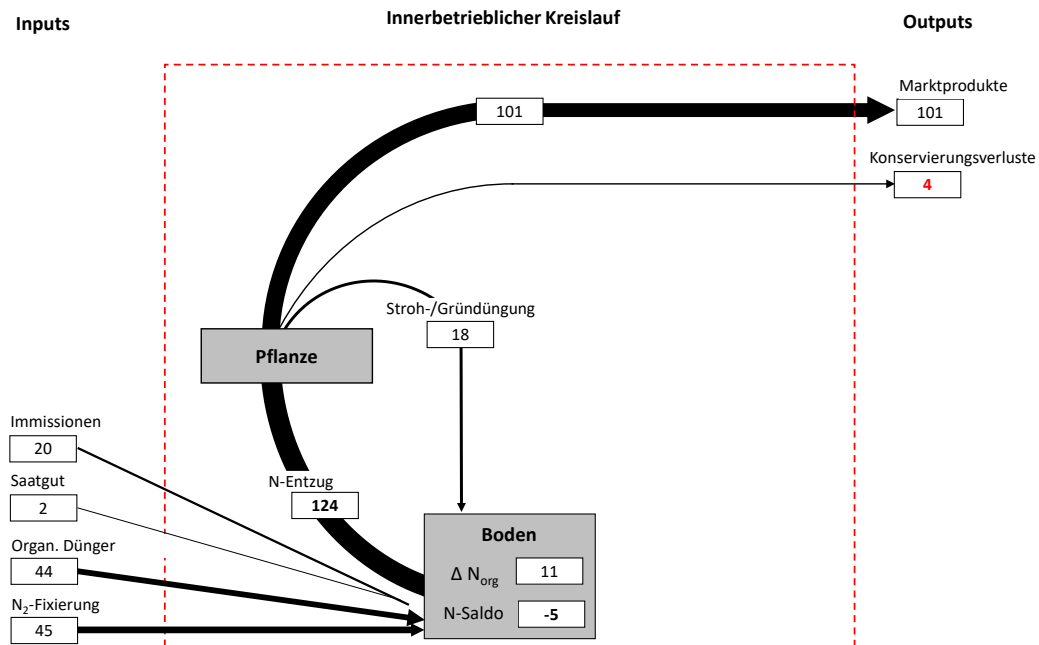 Inputs
Innerbetrieblicher Kreislauf
Outputs
Marktprodukte
101
101
Konservierungsverluste
4
Stroh-/Gründüngung
18
Pflanze
Immissionen
20
N-Entzug
124
Saatgut
2
Organ. Dünger
44
N₂-Fixierung
45
Boden
Δ Norg 11
N-Saldo -5